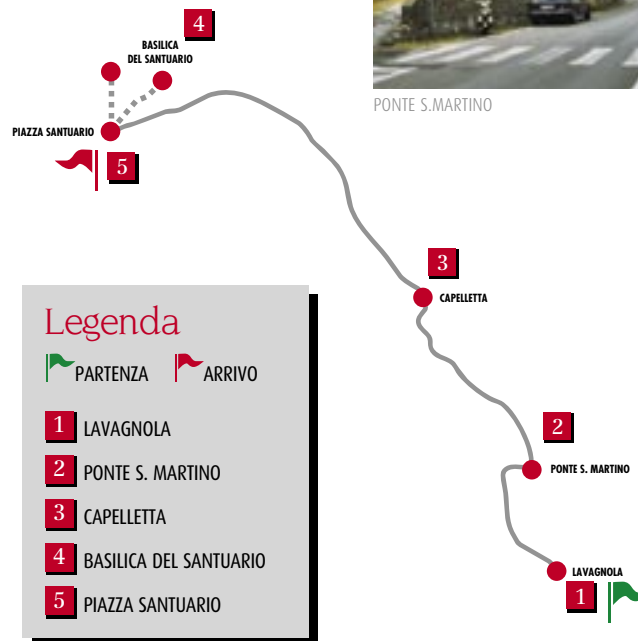 4
BASILICA
DEL SANTUARIO
PIAZZA SANTUARIO
5
PONTE S.MARTINO
3
CAPELLETTA
2
PONTE S. MARTINO
LAVAGNOLA
1
Legenda
PARTENZA ARRIVO
1 LAVAGNOLA
2 PONTE S. MARTINO
3 CAPELLETTA
4 BASILICA DEL SANTUARIO
5 PIAZZA SANTUARIO